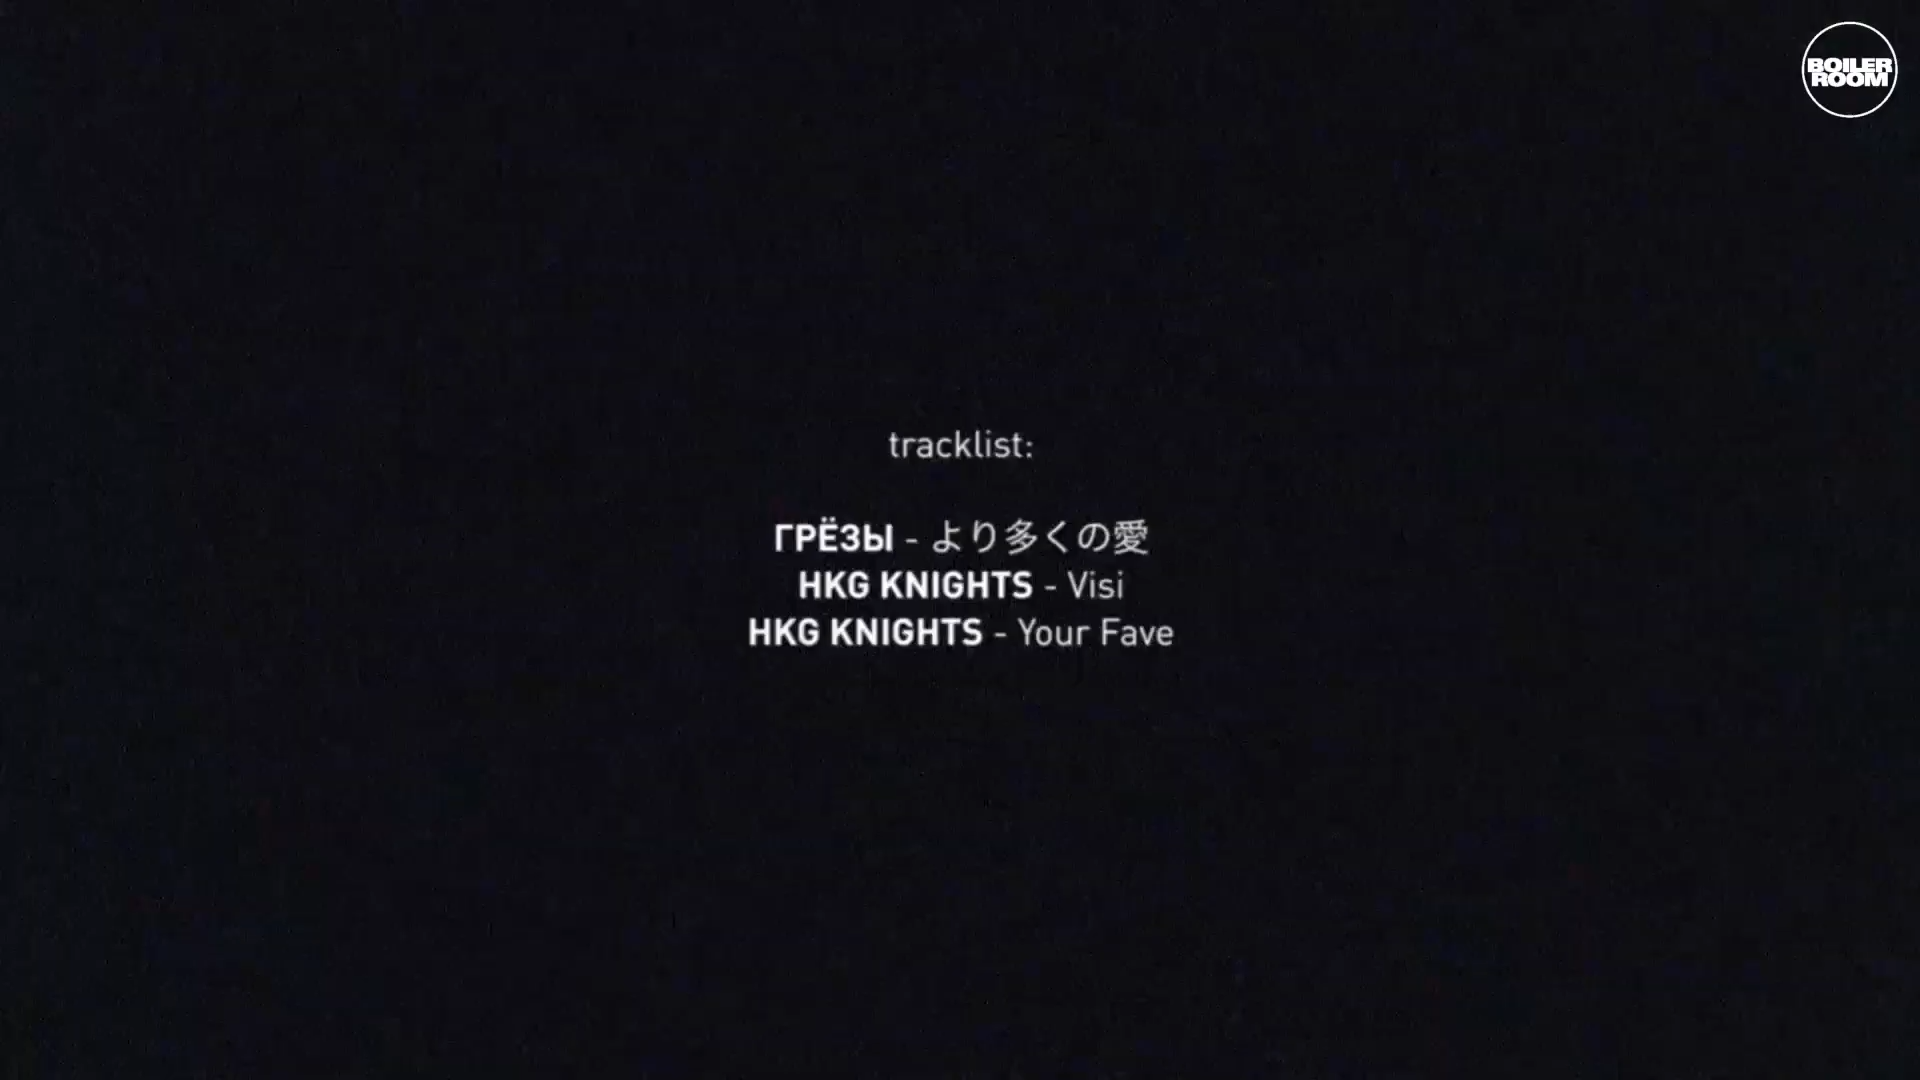 BOILER
ROOM
tracklist:
ГРЁЗЫ - より多くの愛
HKG KNIGHTS - Visi
HKG KNIGHTS - Your Fave